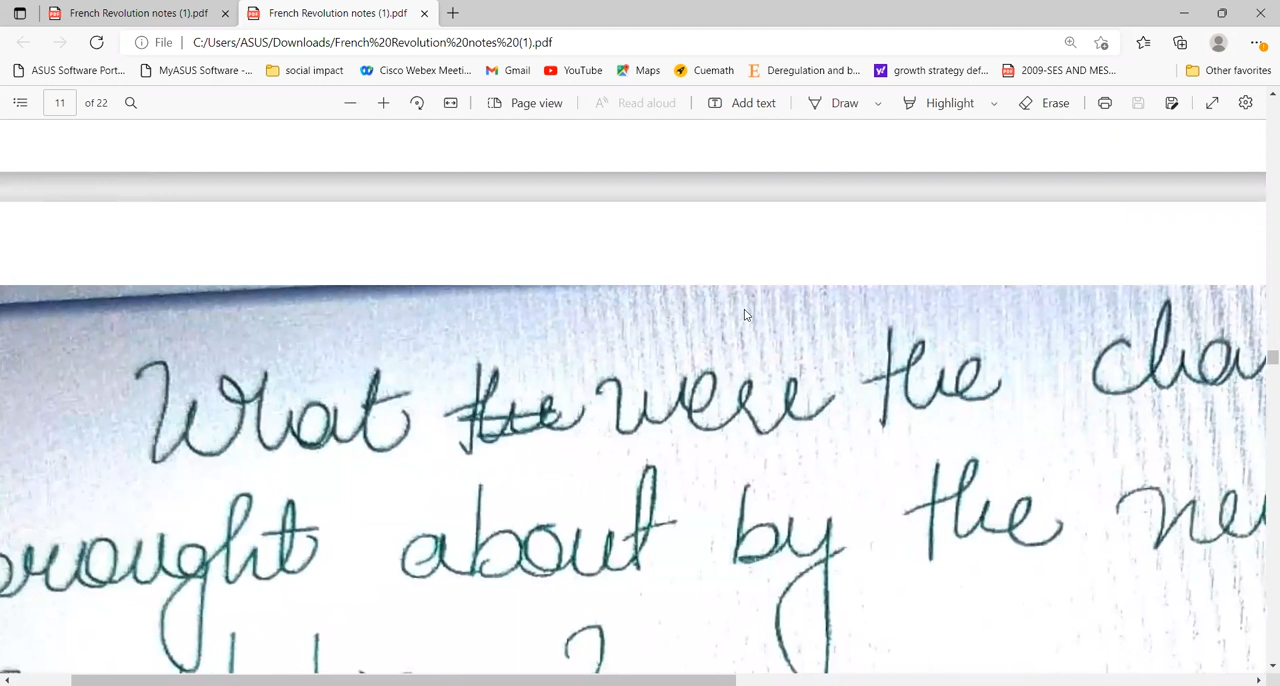 French Revolution notes (1).pdf
French Revolution notes (1).pdf
File
C:/Users/ASUS/Downloads/French%20Revolution%20notes%20(1).pdf
ASUS Software Port...
MyASUS Software -...
social impact
Cisco Webex Meeti...
Gmail
YouTube
Maps
Cuemath
Deregulation and b...
growth strategy def...
2009-SES AND MES...
Other favorites
11 of 22
Page view
Read aloud
Add text
Draw
Highlight
Erase
What the were the cha
brought about by the ne